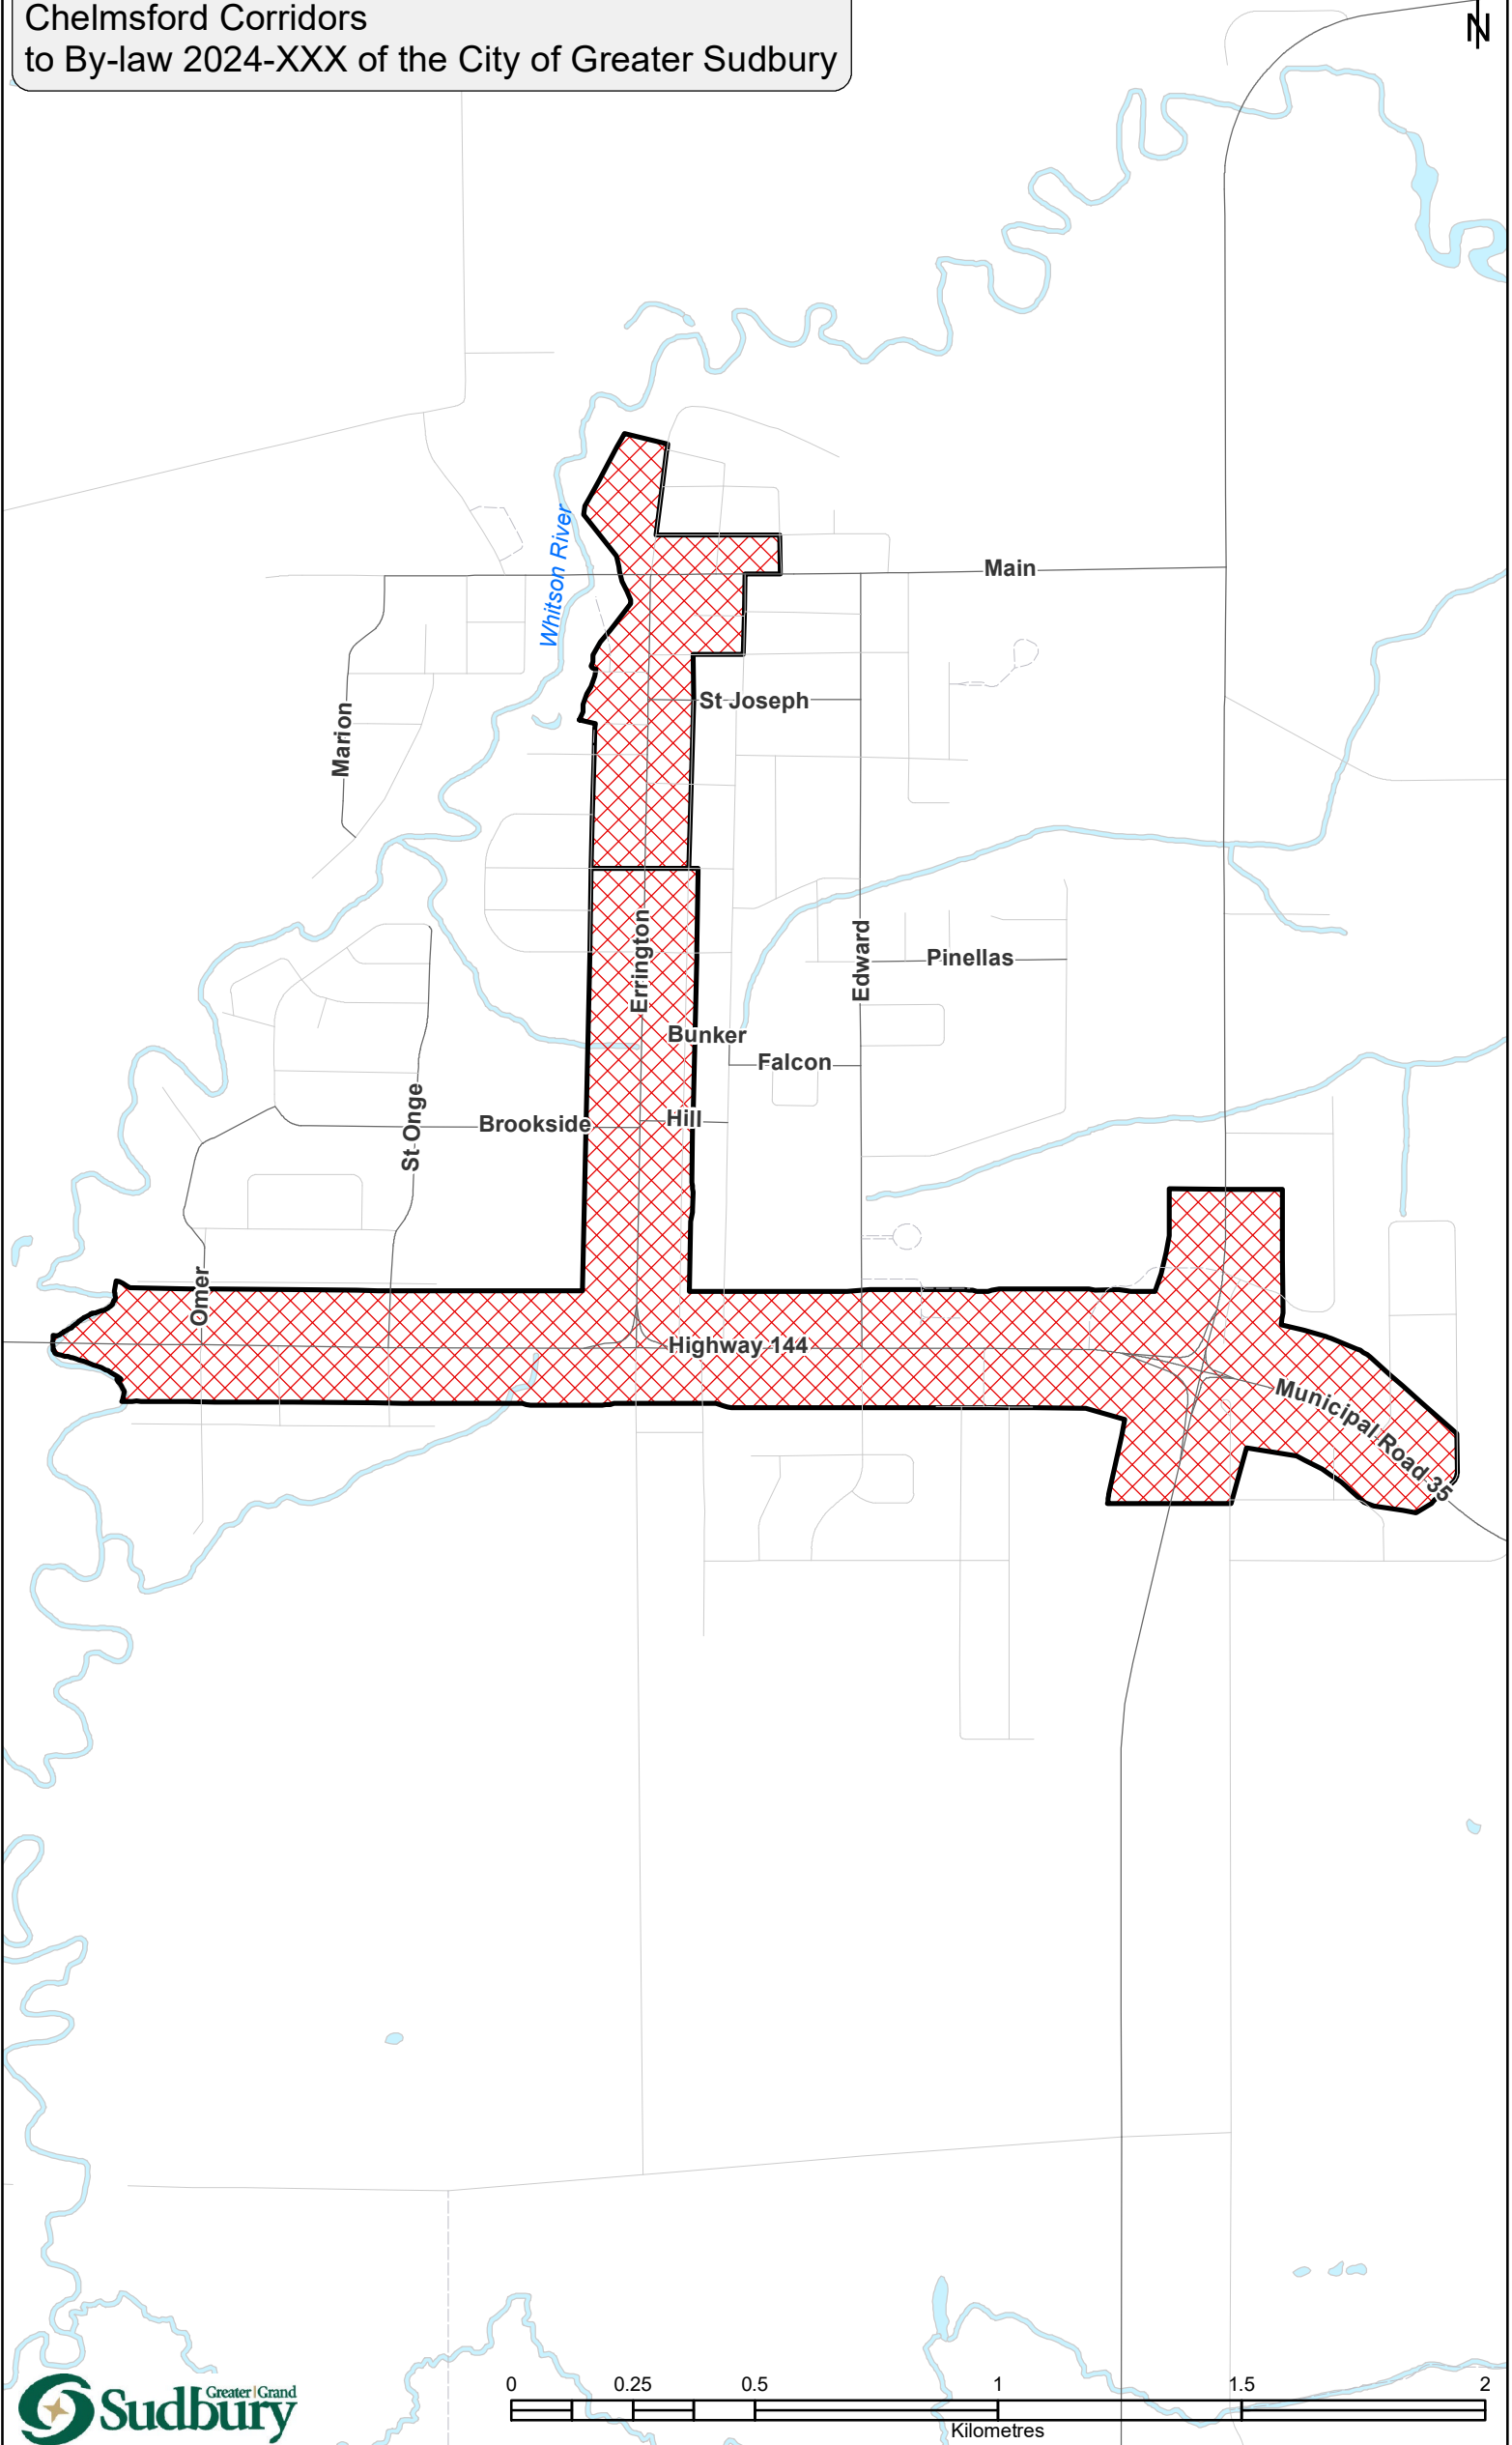 Chelmsford Corridors
to By-law 2024-XXX of the City of Greater Sudbury
N
Main
Whitson River
St Joseph
Marion
Errington
Edward
Pinellas
Bunker
Falcon
Hill
Brookside
St Onge
Omer
Highway 144
Municipal Road 35
Greater|Grand
Sudbury
0 0.25 0.5 1 1.5 2
Kilometres